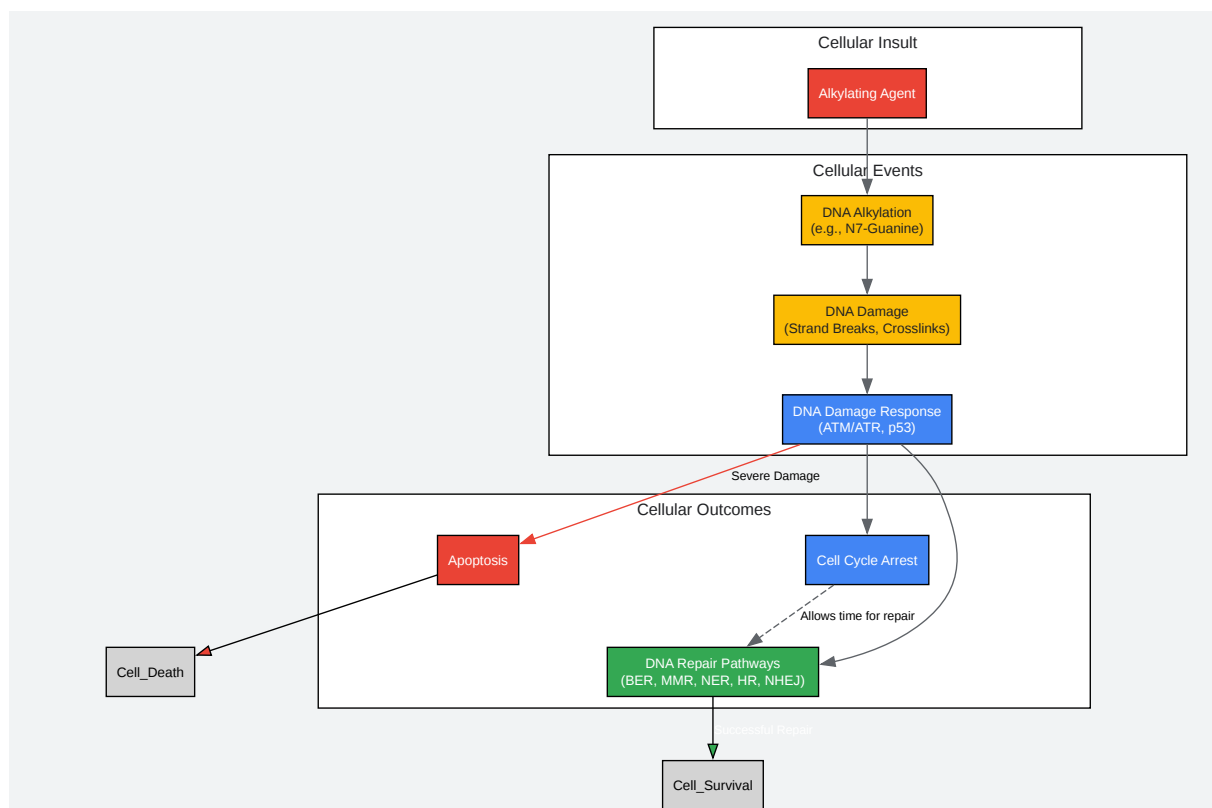 Cellular Insult
Alkylating Agent
Cellular Events
DNA Alkylation
(e.g., N7-Guanine)
DNA Damage
(Strand Breaks, Crosslinks)
DNA Damage Response
(ATM/ATR, p53)
Severe Damage
Cellular Outcomes
Apoptosis
Cell Cycle Arrest
Allows time for repair
Cell_Death
DNA Repair Pathways
(BER, MMR, NER, HR, NHEJ)
Successful Repair
Cell_Survival